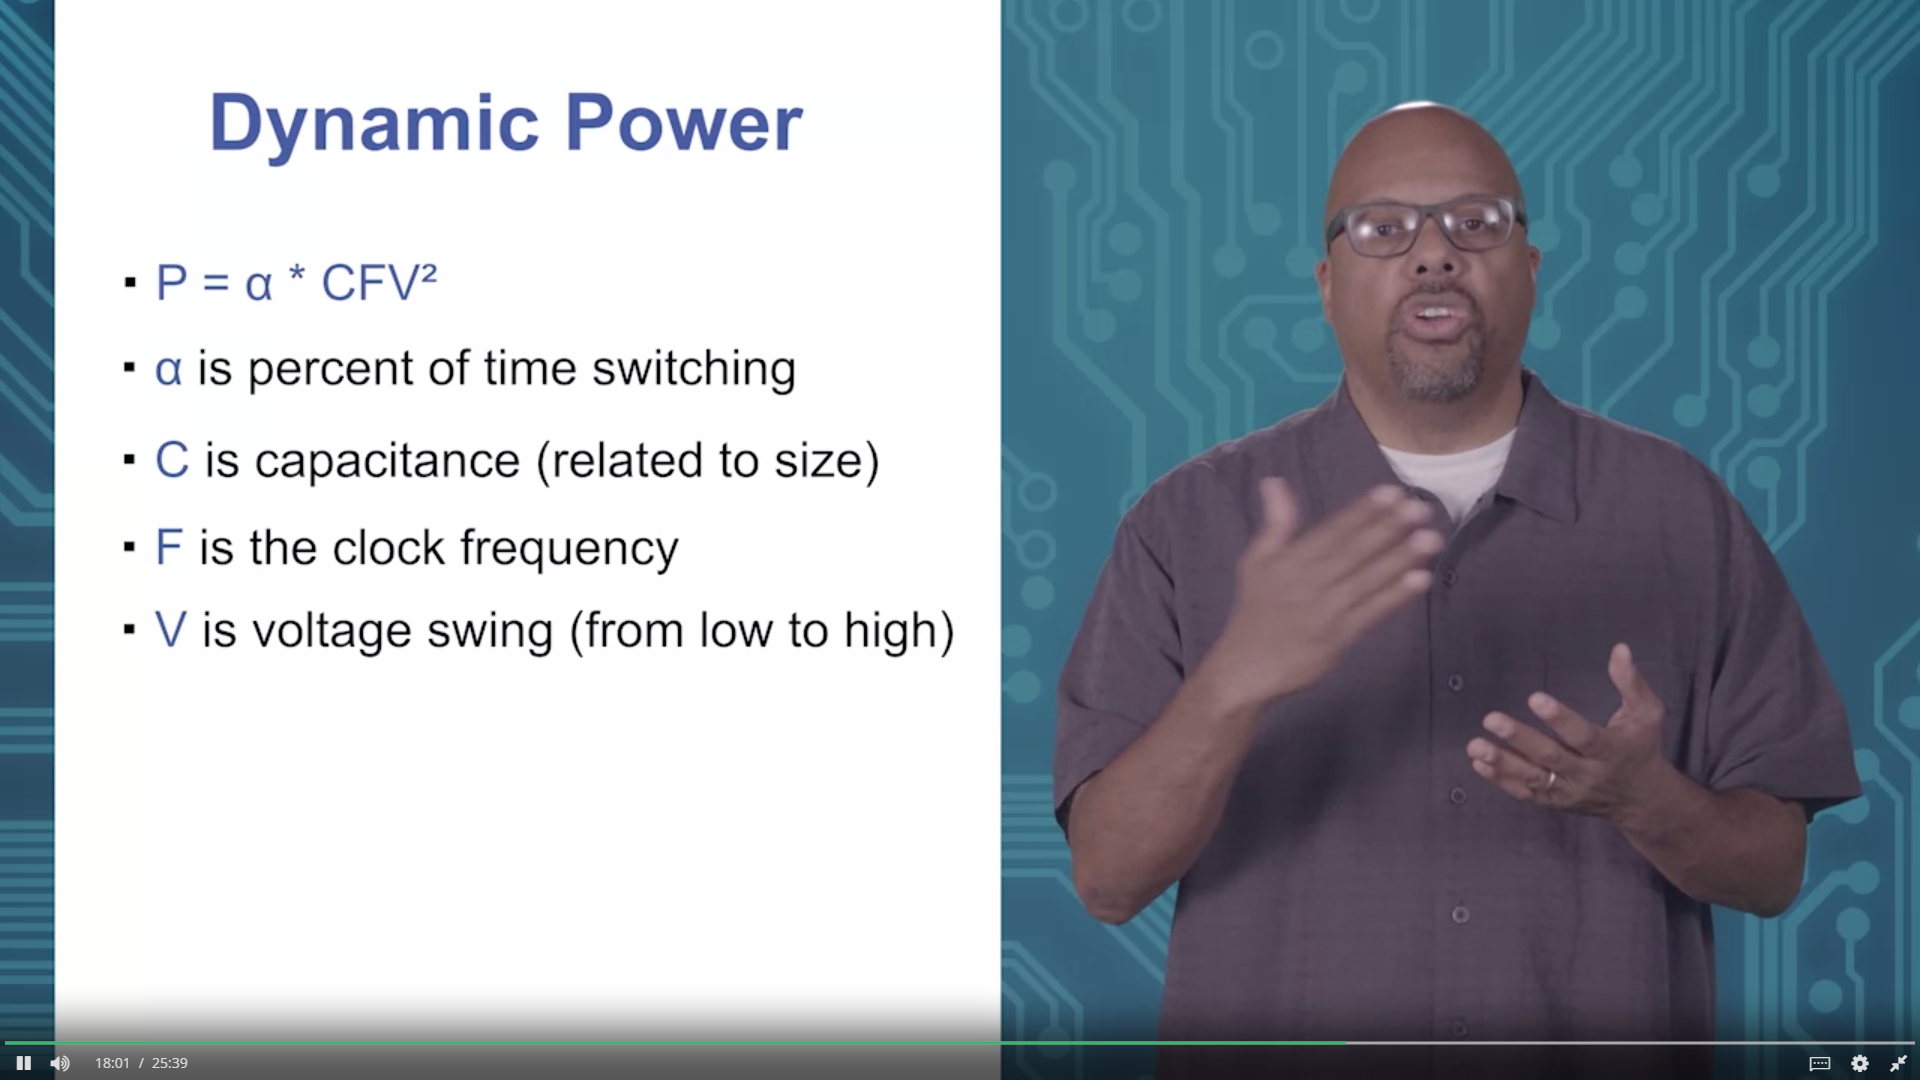 Dynamic Power
▪ P = α * CFV²
▪ α is percent of time switching
▪ C is capacitance (related to size)
▪ F is the clock frequency
▪ V is voltage swing (from low to high)
18:01 / 25:39